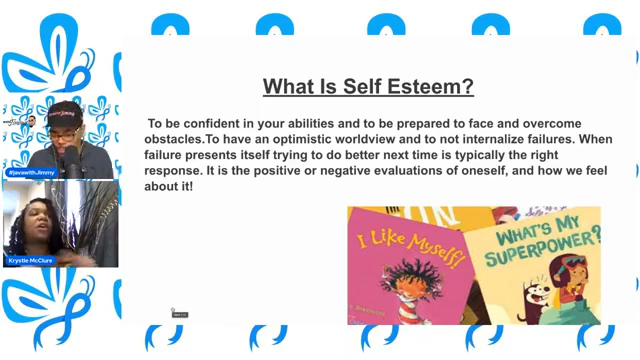 What Is Self Esteem?
To be confident in your abilities and to be prepared to face and overcome
obstacles.To have an optimistic worldview and to not internalize failures. When
failure presents itself trying to do better next time is typically the right
response. It is the positive or negative evaluations of oneself, and how we feel
about it!
#javawithJimmy
Krystle McClure
I Like Myself!
WHAT'S MY
SUPERPOWER?